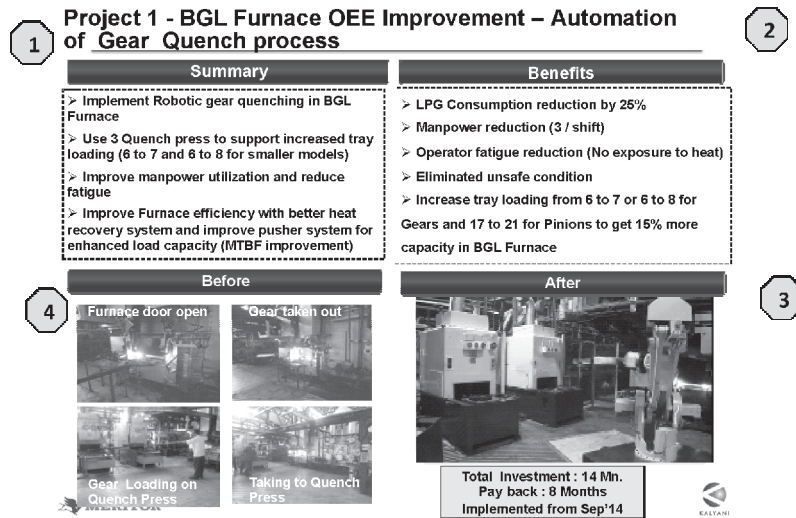 Project 1 - BGL Furnace OEE Improvement – Automation
of Gear Quench process
1
2
Summary
➢ Implement Robotic gear quenching in BGL
Furnace
➢ Use 3 Quench press to support increased tray
loading (6 to 7 and 6 to 8 for smaller models)
➢ Improve manpower utilization and reduce
fatigue
➢ Improve Furnace efficiency with better heat
recovery system and improve pusher system for
enhanced load capacity (MTBF improvement)
Benefits
➢ LPG Consumption reduction by 25%
➢ Manpower reduction (3 / shift)
➢ Operator fatigue reduction (No exposure to heat)
➢ Eliminated unsafe condition
➢ Increase tray loading from 6 to 7 or 6 to 8 for
Gears and 17 to 21 for Pinions to get 15% more
capacity in BGL Furnace
Before
4
Furnace door open
Gear taken out
Gear Loading on
Quench Press
Taking to Quench
Press
After
3
Total Investment : 14 Mn.
Pay back : 8 Months
Implemented from Sep'14
MERITOR
KALYANI